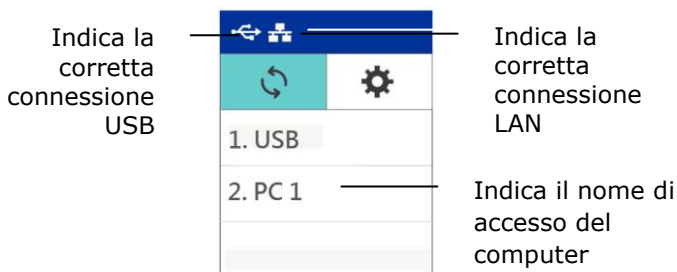 Indica la
corretta
connessione
USB
Indica la
corretta
connessione
LAN
1. USB
2. PC 1
Indica il nome di
accesso del
computer